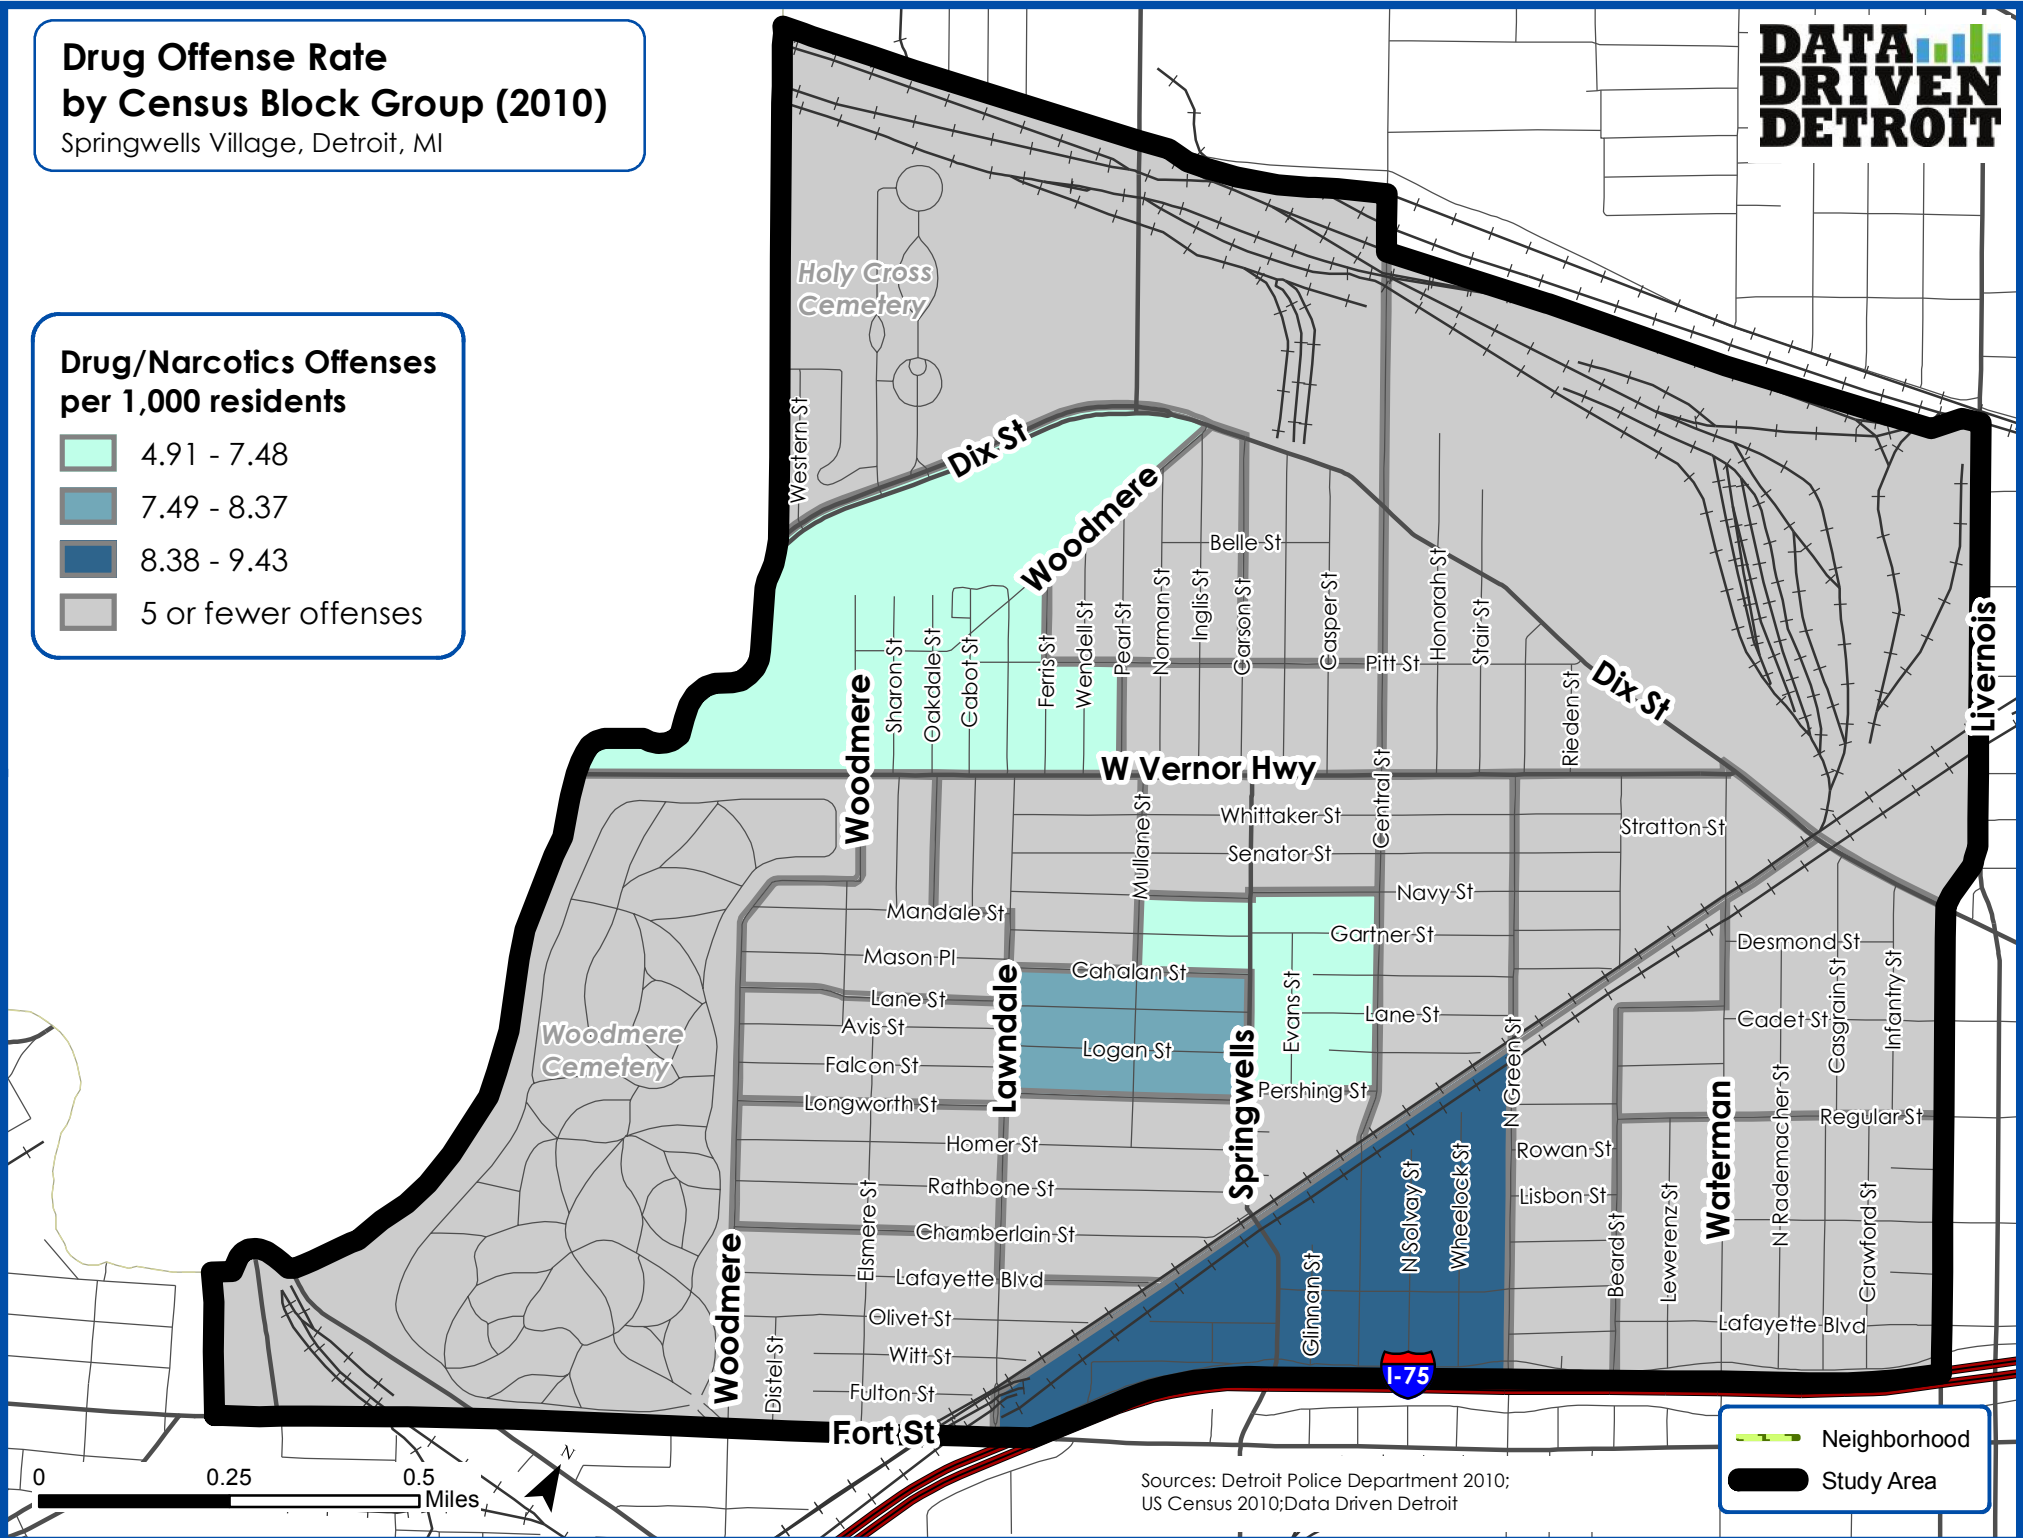 Drug Offense Rate
by Census Block Group (2010)
Springwells Village, Detroit, MI
DATA
DRIVEN
DETROIT
Drug/Narcotics Offenses
per 1,000 residents
4.91 - 7.48
7.49 - 8.37
8.38 - 9.43
5 or fewer offenses
Holy Cross
Cemetery
Western St
Dix St
Woodmere
Belle St
Norman St
Inglis St
Carson St
Casper St
Honorah St
Stair St
Sharon St
Oakdale St
Cabot St
Ferris St
Wendell St
Pearl St
Pitt St
Rieden St
Dix St
Livernois
Woodmere
W Vernor Hwy
Central St
Mullane St
Whittaker St
Senator St
Stratton St
Navy St
Mandale St
Gartner St
Desmond St
Mason Pl
Cahalan St
Lane St
Lawndale
Evans St
Lane St
Cadet St
Casgrain St
Infantry St
Avis St
Woodmere
Cemetery
Logan St
Falcon St
Springwells
Pershing St
N Green St
Longworth St
Waterman
N Rademacher St
Regular St
Homer St
Rowan St
Rathbone St
N Solvay St
Wheelock St
Lisbon St
Elsmere St
Chamberlain St
Beard St
Lewerenz St
Crawford St
Woodmere
Lafayette Blvd
Glinnan St
Olivet St
Lafayette Blvd
Distel St
Witt St
Fulton St
I-75
Fort St
N
0 0.25 0.5
Miles
Sources: Detroit Police Department 2010;
US Census 2010;Data Driven Detroit
Neighborhood
Study Area